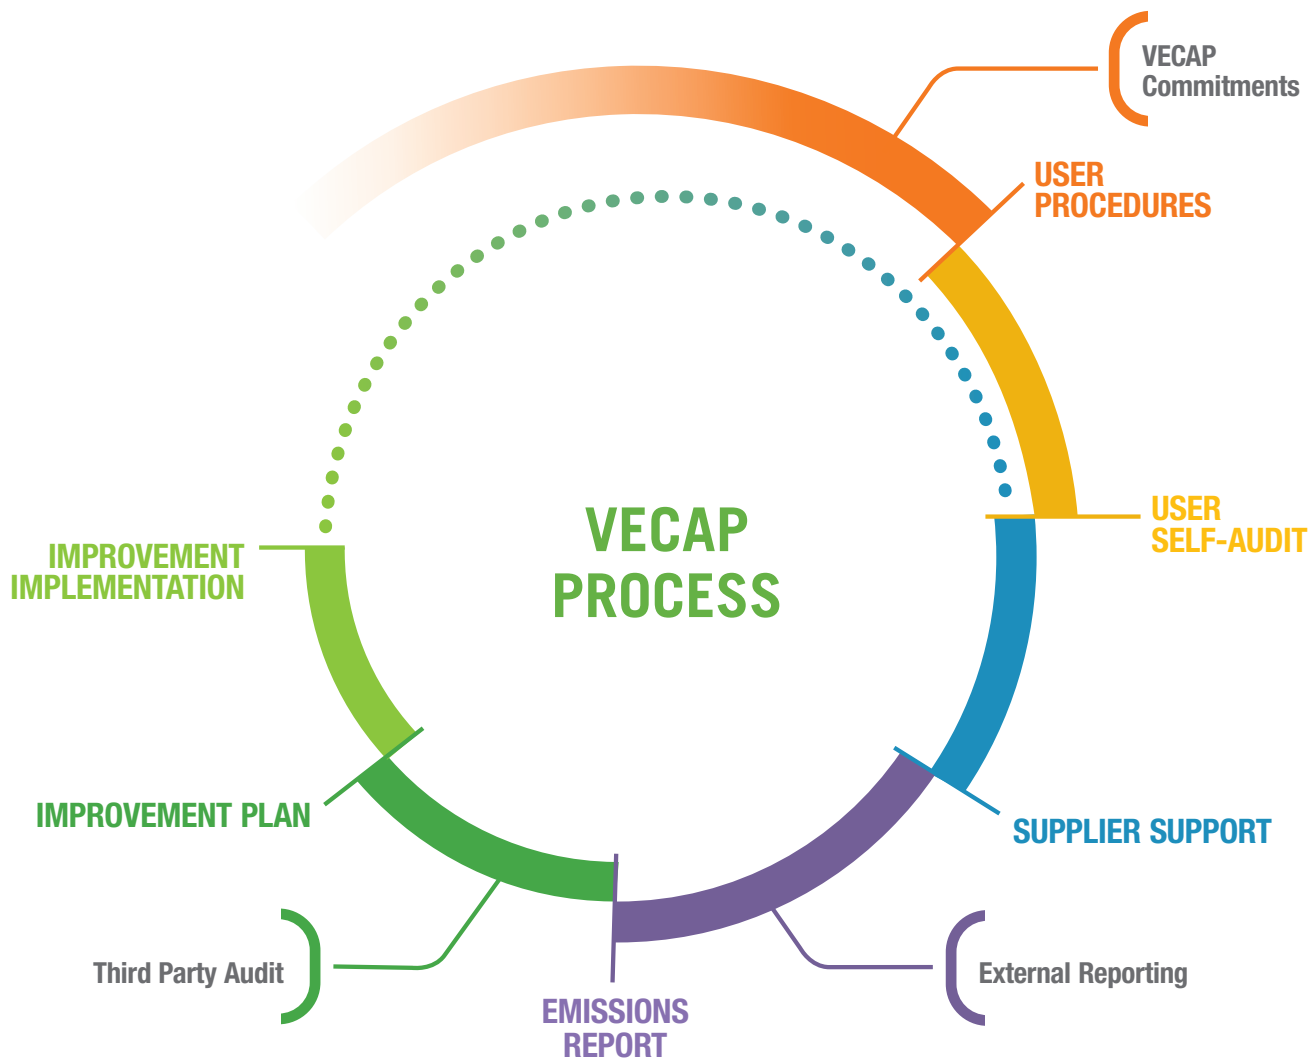 VECAP
Commitments
USER
PROCEDURES
USER
SELF-AUDIT
VECAP
PROCESS
IMPROVEMENT
IMPLEMENTATION
IMPROVEMENT PLAN
SUPPLIER SUPPORT
Third Party Audit
External Reporting
EMISSIONS
REPORT